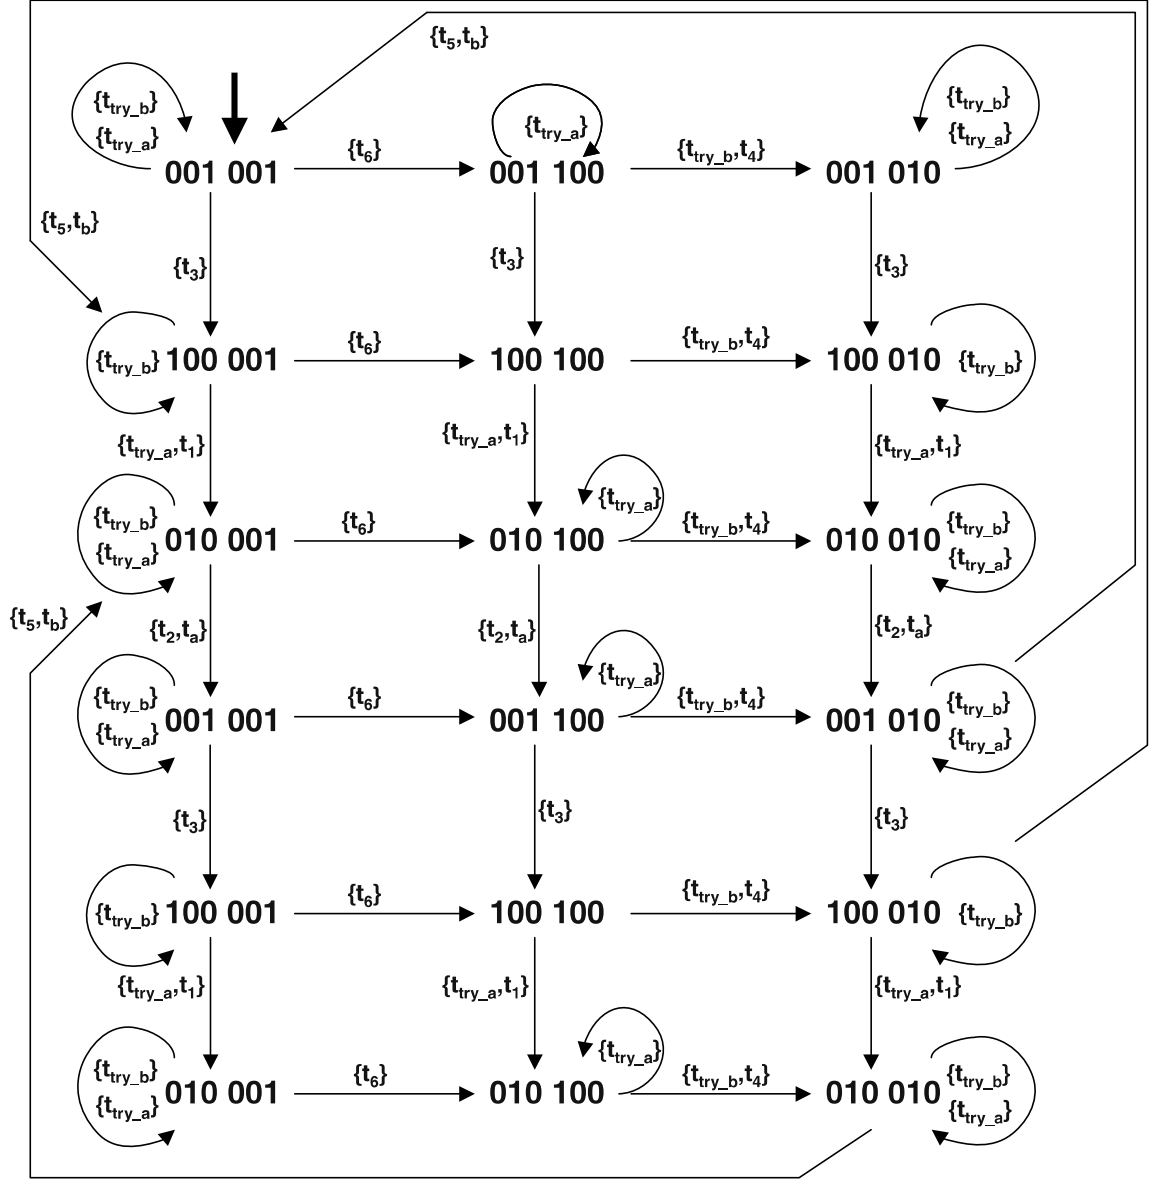 {t5,tb}
{ttry_b}
{ttry_a}
{ttry_a}
{ttry_b}
{ttry_a}
{t6}
{ttry_b,t4}
001 001
001 100
001 010
{t5,tb}
{t3}
{t3}
{t3}
{t6}
{ttry_b,t4}
{ttry_b}
100 001
100 100
100 010
{ttry_b}
{ttry_a,t1}
{ttry_a,t1}
{ttry_a,t1}
{ttry_b}
{ttry_a}
010 001
{t6}
010 100
{ttry_a}
{ttry_b,t4}
010 010
{ttry_b}
{ttry_a}
{t5,tb}
{t2,ta}
{t2,ta}
{t2,ta}
{ttry_b}
{ttry_a}
001 001
{t6}
001 100
{ttry_a}
{ttry_b,t4}
001 010
{ttry_b}
{ttry_a}
{t3}
{t3}
{t3}
{ttry_b}
100 001
{t6}
100 100
{ttry_b,t4}
100 010
{ttry_b}
{ttry_a,t1}
{ttry_a,t1}
{ttry_a,t1}
{ttry_b}
{ttry_a}
010 001
{t6}
010 100
{ttry_a}
{ttry_b,t4}
010 010
{ttry_b}
{ttry_a}